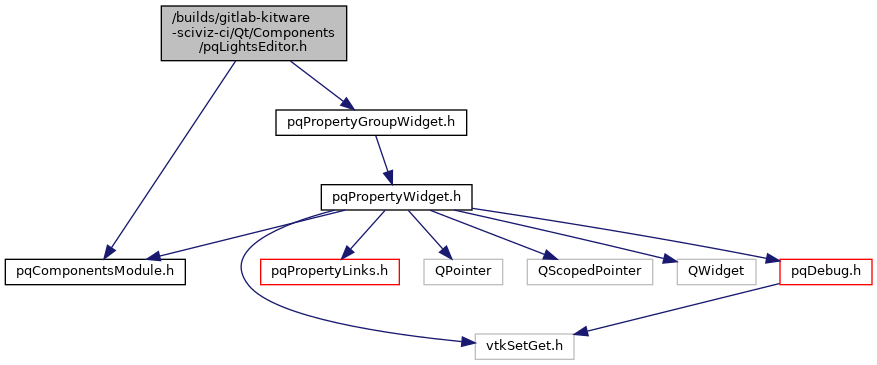 /builds/gitlab-kitware
-sciviz-ci/Qt/Components
/pqLightsEditor.h
pqPropertyGroupWidget.h
pqPropertyWidget.h
pqComponentsModule.h
pqPropertyLinks.h
QPointer
QScopedPointer
QWidget
pqDebug.h
vtkSetGet.h